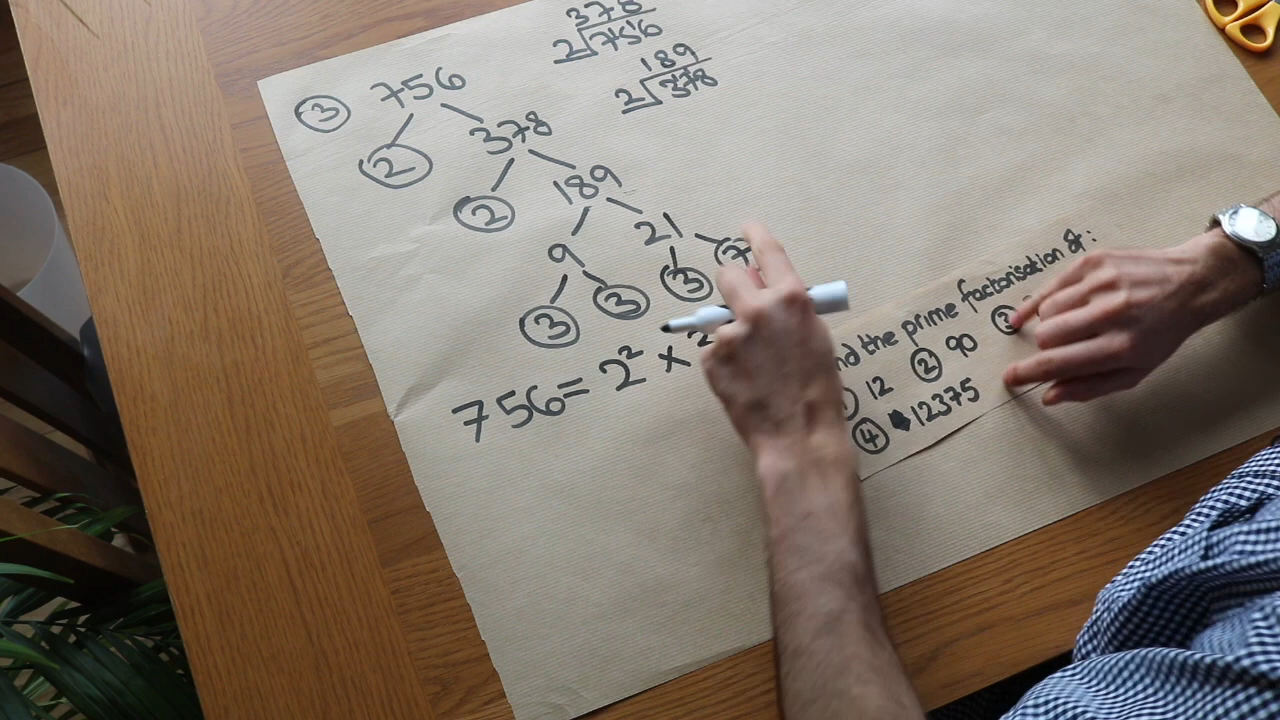 378
2 756
189
2 378
③ 756
② 378
② 189
9 21
③ ③ ③ ⑦
756 = 2² ×
the prime factorisation of:
12 ② 90 ③
④ 12375